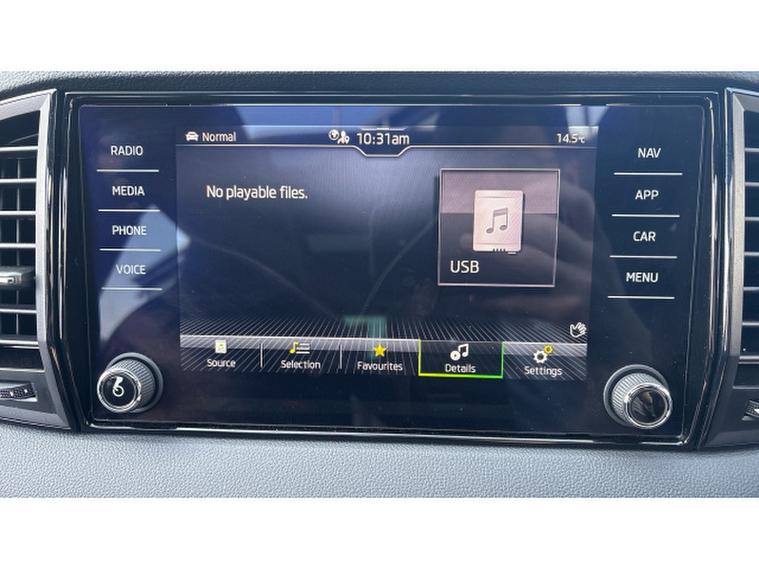 RADIO
MEDIA
PHONE
VOICE
Normal
10:31am
14.5°C
No playable files.
USB
Source
Selection
Favourites
Details
Settings
NAV
APP
CAR
MENU